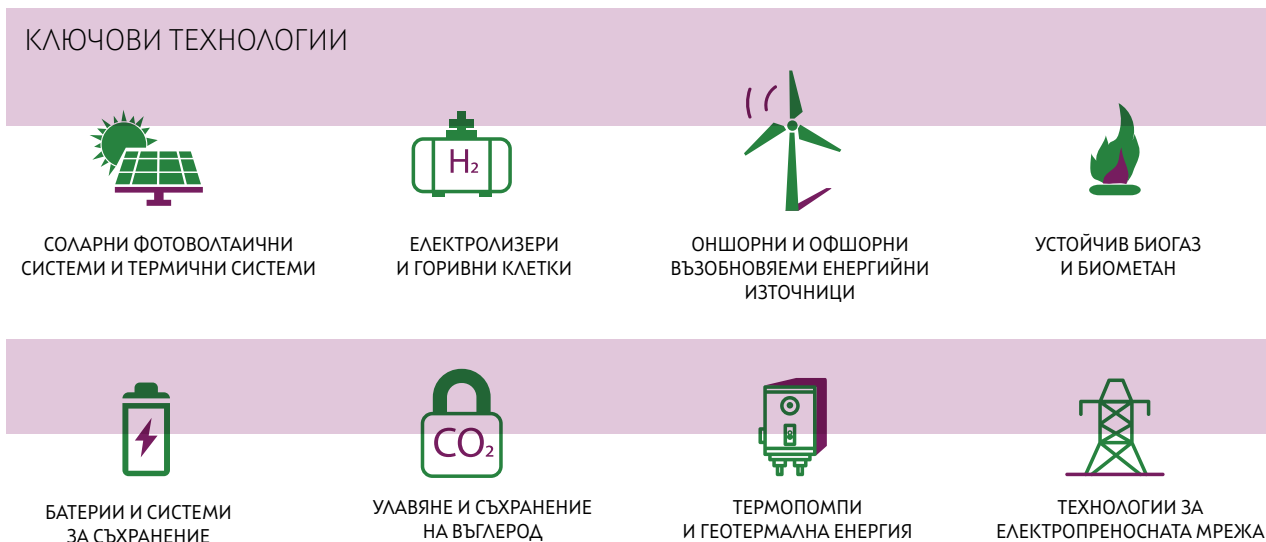 КЛЮЧОВИ ТЕХНОЛОГИИ
H₂
СОЛАРНИ ФОТОВОЛТАИЧНИ
СИСТЕМИ И ТЕРМИЧНИ СИСТЕМИ
ЕЛЕКТРОЛИЗЕРИ
И ГОРИВНИ КЛЕТКИ
ОНШОРНИ И ОФШОРНИ
ВЪЗОБНОВЯЕМИ ЕНЕРГИЙНИ
ИЗТОЧНИЦИ
УСТОЙЧИВ БИОГАЗ
И БИОМЕТАН
CO₂
БАТЕРИИ И СИСТЕМИ
ЗА СЪХРАНЕНИЕ
УЛАВЯНЕ И СЪХРАНЕНИЕ
НА ВЪГЛЕРОД
ТЕРМОПОМПИ
И ГЕОТЕРМАЛНА ЕНЕРГИЯ
ТЕХНОЛОГИИ ЗА
ЕЛЕКТРОПРЕНОСНАТА МРЕЖА